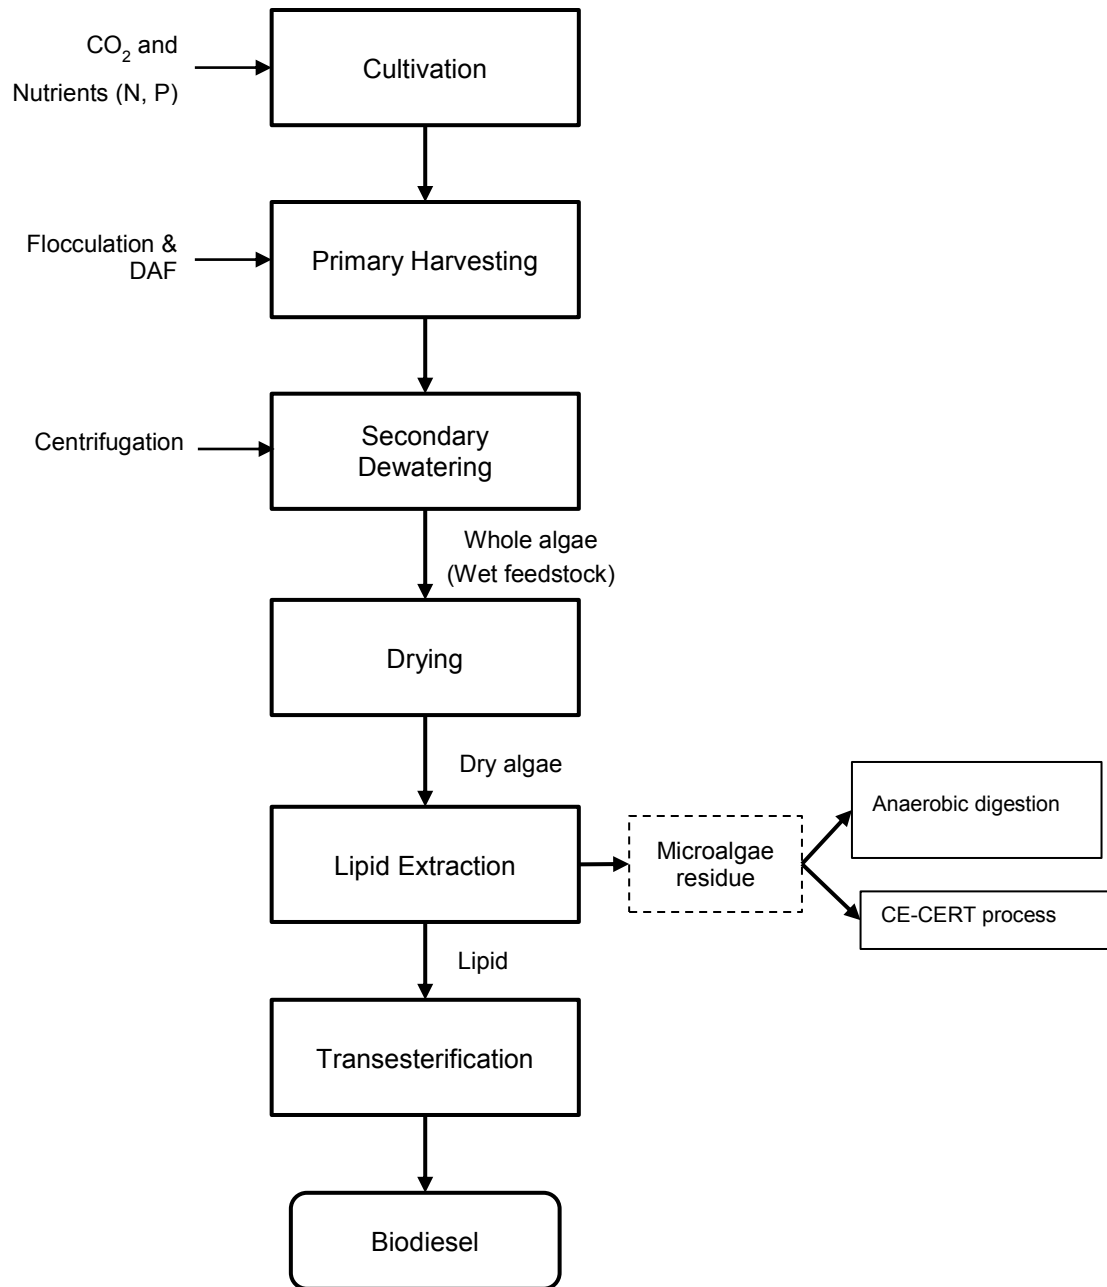 CO2 and
Nutrients (N, P)
Cultivation
Flocculation &
DAF
Primary Harvesting
Centrifugation
Secondary
Dewatering
Whole algae
(Wet feedstock)
Drying
Dry algae
Lipid Extraction
Microalgae
residue
Anaerobic digestion
CE-CERT process
Lipid
Transesterification
Biodiesel